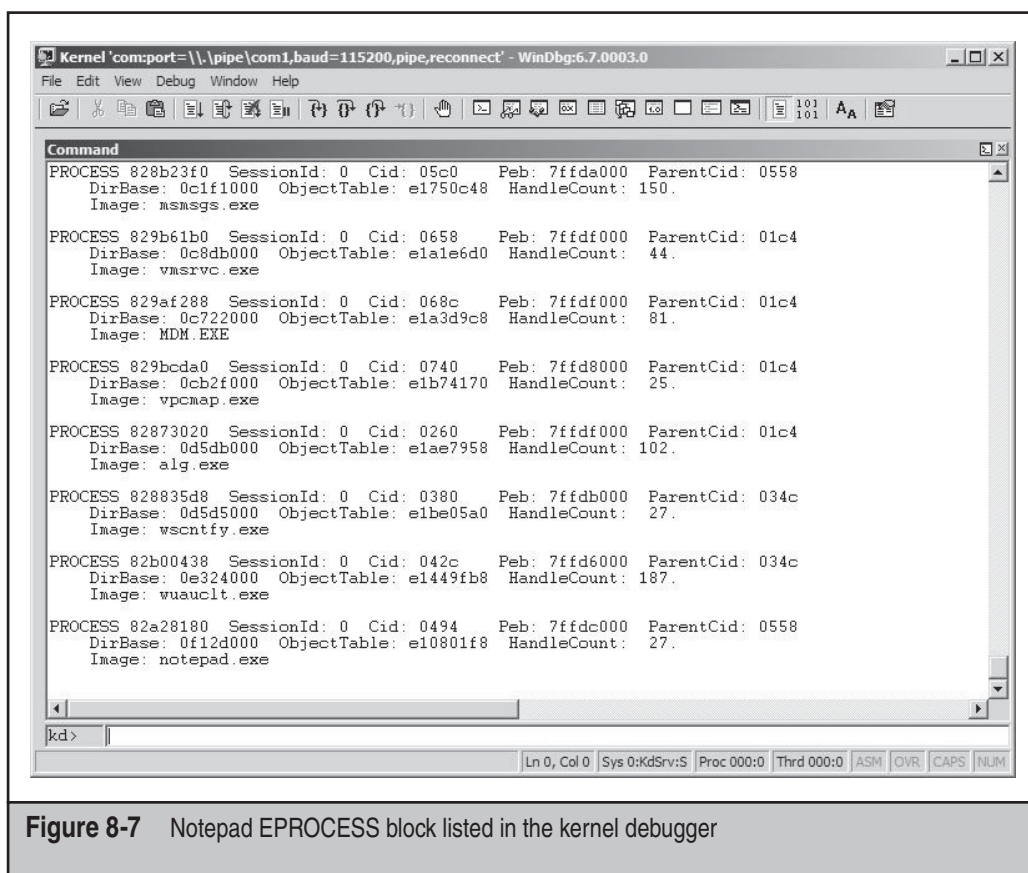 Kernel 'com:port=\\.\pipe\com1,baud=115200,pipe,reconnect' - WinDbg:6.7.0003.0
File Edit View Debug Window Help
Command
PROCESS 828b23f0 SessionId: 0 Cid: 05c0 Peb: 7ffda000 ParentCid: 0558
DirBase: 0c1f1000 ObjectTable: e1750c48 HandleCount: 150.
Image: msmsgs.exe
PROCESS 829b61b0 SessionId: 0 Cid: 0658 Peb: 7ffdf000 ParentCid: 01c4
DirBase: 0c8db000 ObjectTable: e1a1e6d0 HandleCount: 44.
Image: vmsrvc.exe
PROCESS 829af288 SessionId: 0 Cid: 068c Peb: 7ffdf000 ParentCid: 01c4
DirBase: 0c722000 ObjectTable: e1a3d9c8 HandleCount: 81.
Image: MDM.EXE
PROCESS 829bcda0 SessionId: 0 Cid: 0740 Peb: 7ffd8000 ParentCid: 01c4
DirBase: 0cb2f000 ObjectTable: e1b74170 HandleCount: 25.
Image: vpcmap.exe
PROCESS 82873020 SessionId: 0 Cid: 0260 Peb: 7ffdf000 ParentCid: 01c4
DirBase: 0d5db000 ObjectTable: e1ae7958 HandleCount: 102.
Image: alg.exe
PROCESS 828835d8 SessionId: 0 Cid: 0380 Peb: 7ffdb000 ParentCid: 034c
DirBase: 0d5d5000 ObjectTable: e1be05a0 HandleCount: 27.
Image: wscntfy.exe
PROCESS 82b00438 SessionId: 0 Cid: 042c Peb: 7ffd6000 ParentCid: 034c
DirBase: 0e324000 ObjectTable: e1449fb8 HandleCount: 187.
Image: wuauclt.exe
PROCESS 82a28180 SessionId: 0 Cid: 0494 Peb: 7ffdc000 ParentCid: 0558
DirBase: 0f12d000 ObjectTable: e10801f8 HandleCount: 27.
Image: notepad.exe
kd>
Ln 0, Col 0 Sys 0:KdSrv:S Proc 000:0 Thrd 000:0 ASM OVR CAPS NUM
Figure 8-7 Notepad EPROCESS block listed in the kernel debugger